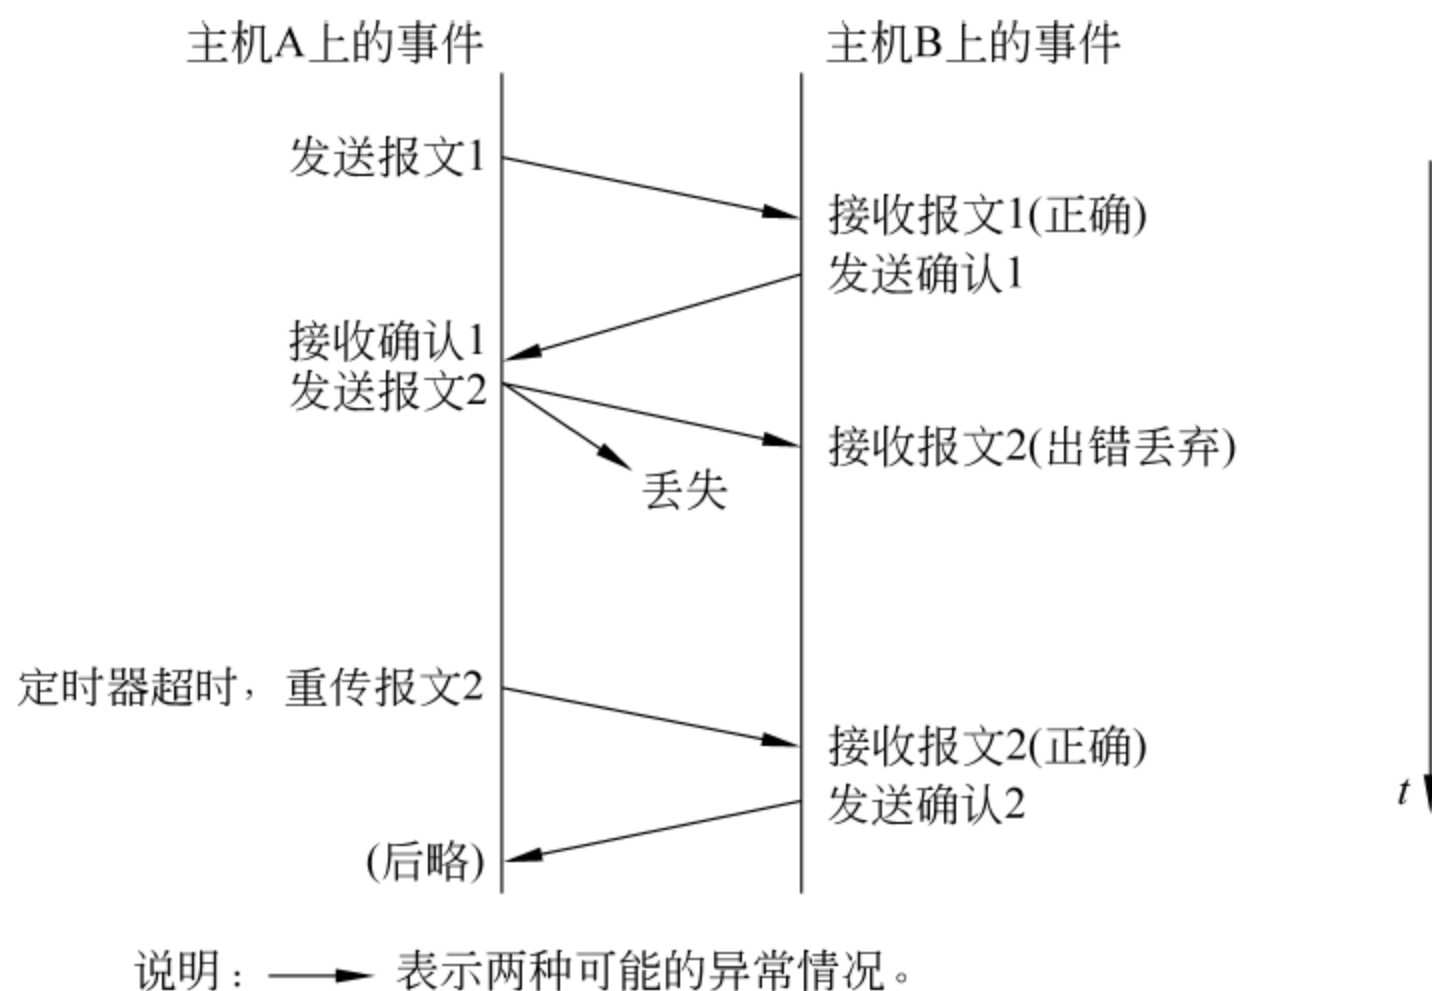 主机A上的事件 主机B上的事件
发送报文1
接收报文1(正确)
发送确认1
接收确认1
发送报文2
接收报文2(出错丢弃)
丢失
定时器超时，重传报文2
接收报文2(正确)
t
发送确认2
(后略)
说明：表示两种可能的异常情况。